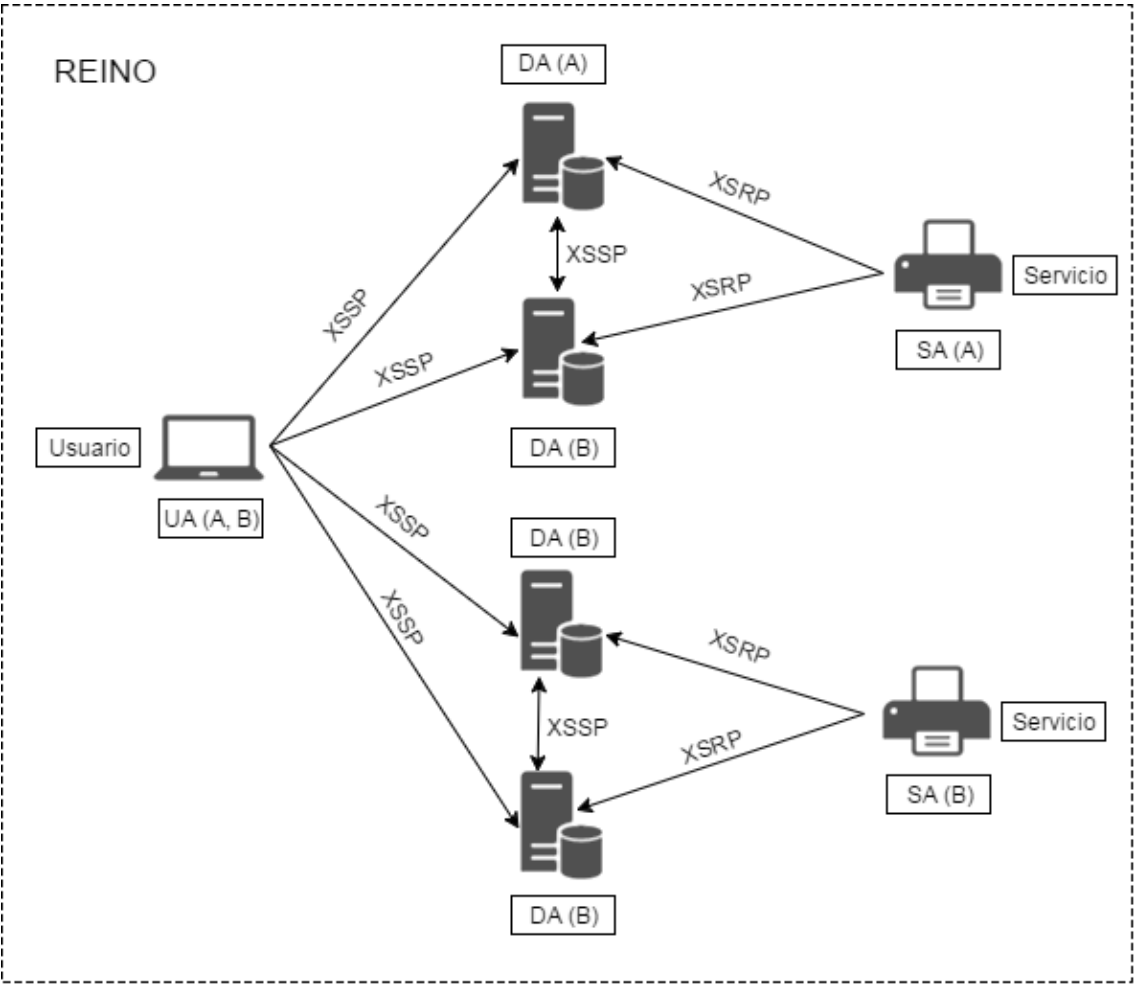 REINO
DA (A)
XSRP
XSSP
Servicio
XSRP
XSSP
SA (A)
XSSP
Usuario
DA (B)
UA (A, B)
XSSP
DA (B)
XSSP
XSRP
XSSP
Servicio
XSRP
SA (B)
DA (B)